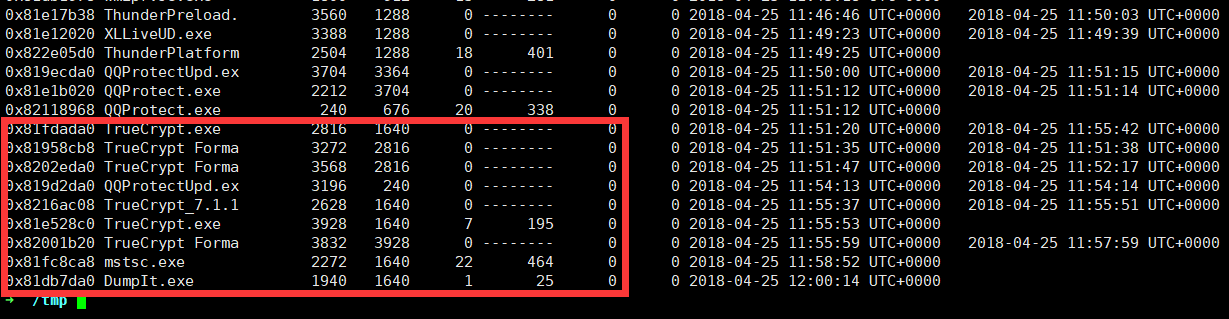 0x81e17b38 ThunderPreload. 3560 1288 0 -------- 0 0 2018-04-25 11:46:46 UTC+0000 2018-04-25 11:50:03 UTC+0000
0x81e12020 XLLiveUD.exe 3388 1288 0 -------- 0 0 2018-04-25 11:49:23 UTC+0000 2018-04-25 11:49:39 UTC+0000
0x822e05d0 ThunderPlatform 2504 1288 18 401 0 0 2018-04-25 11:49:25 UTC+0000
0x819ecda0 QQProtectUpd.ex 3704 3364 0 -------- 0 0 2018-04-25 11:50:00 UTC+0000 2018-04-25 11:51:15 UTC+0000
0x81e1b020 QQProtect.exe 2212 3704 0 -------- 0 0 2018-04-25 11:51:12 UTC+0000 2018-04-25 11:51:14 UTC+0000
0x82118968 QQProtect.exe 240 676 20 338 0 0 2018-04-25 11:51:12 UTC+0000
0x81fdada0 TrueCrypt.exe 2816 1640 0 -------- 0 0 2018-04-25 11:51:20 UTC+0000 2018-04-25 11:55:42 UTC+0000
0x81958cb8 TrueCrypt Forma 3272 2816 0 -------- 0 0 2018-04-25 11:51:35 UTC+0000 2018-04-25 11:51:38 UTC+0000
0x8202eda0 TrueCrypt Forma 3568 2816 0 -------- 0 0 2018-04-25 11:51:47 UTC+0000 2018-04-25 11:52:17 UTC+0000
0x819d2da0 QQProtectUpd.ex 3196 240 0 -------- 0 0 2018-04-25 11:54:13 UTC+0000 2018-04-25 11:54:14 UTC+0000
0x8216ac08 TrueCrypt_7.1.1 2628 1640 0 -------- 0 0 2018-04-25 11:55:37 UTC+0000 2018-04-25 11:55:51 UTC+0000
0x81e528c0 TrueCrypt.exe 3928 1640 7 195 0 0 2018-04-25 11:55:53 UTC+0000
0x82001b20 TrueCrypt Forma 3832 3928 0 -------- 0 0 2018-04-25 11:55:59 UTC+0000 2018-04-25 11:57:59 UTC+0000
0x81fc8ca8 mstsc.exe 2272 1640 22 464 0 0 2018-04-25 11:58:52 UTC+0000
0x81db7da0 DumpIt.exe 1940 1640 1 25 0 0 2018-04-25 12:00:14 UTC+0000
→ /tmp